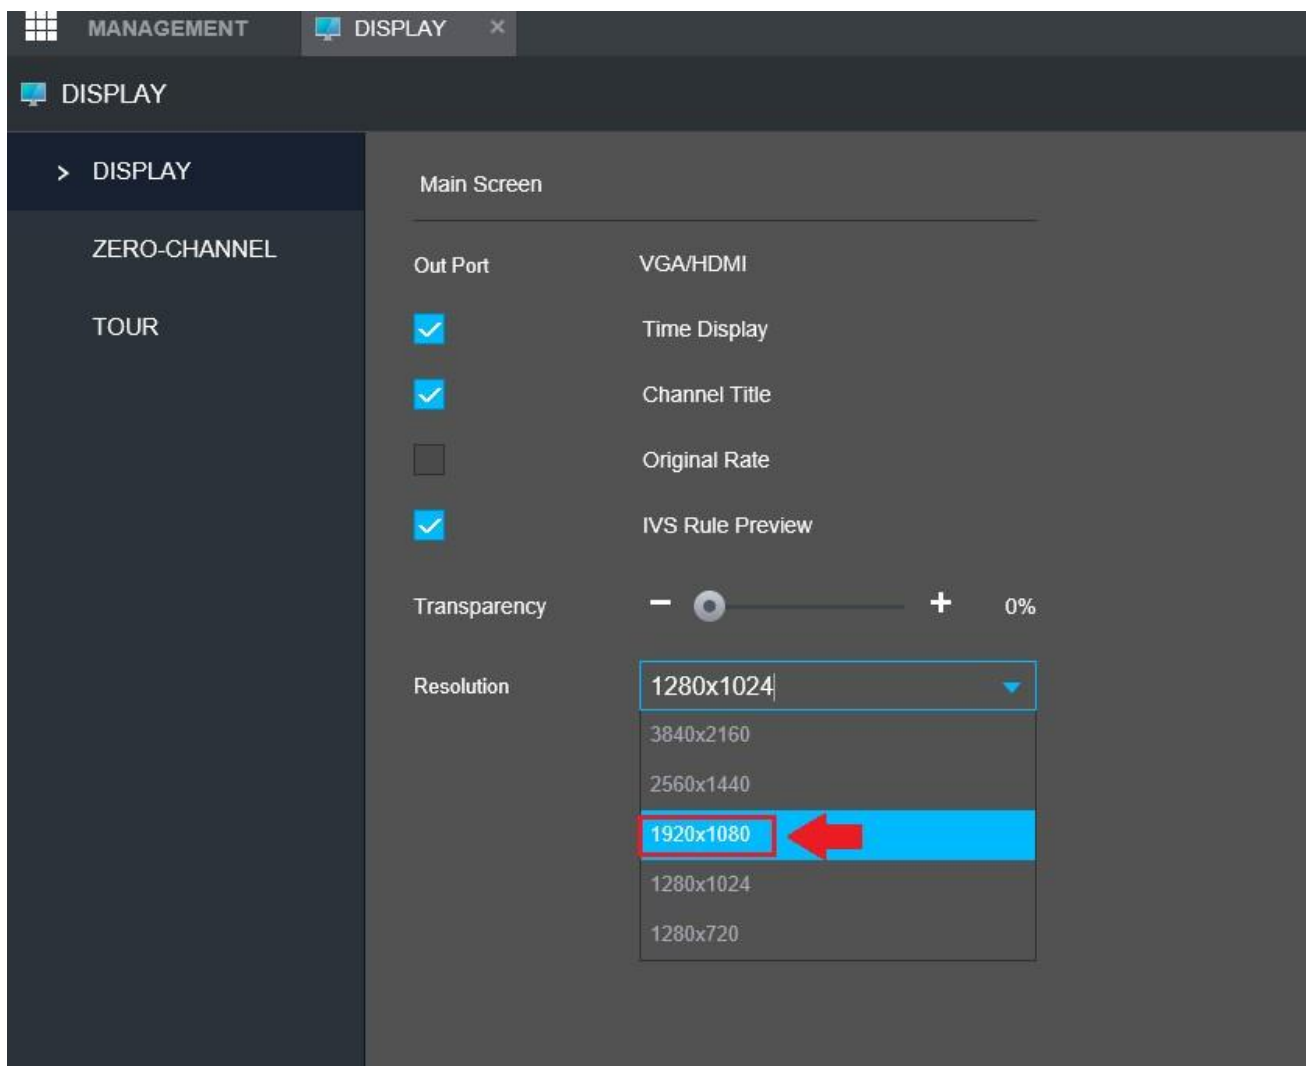 MANAGEMENT DISPLAY ×
DISPLAY
> DISPLAY
ZERO-CHANNEL
TOUR
Main Screen
Out Port VGA/HDMI
Time Display
Channel Title
Original Rate
IVS Rule Preview
Transparency − + 0%
Resolution 1280x1024
3840x2160
2560x1440
1920x1080
1280x1024
1280x720